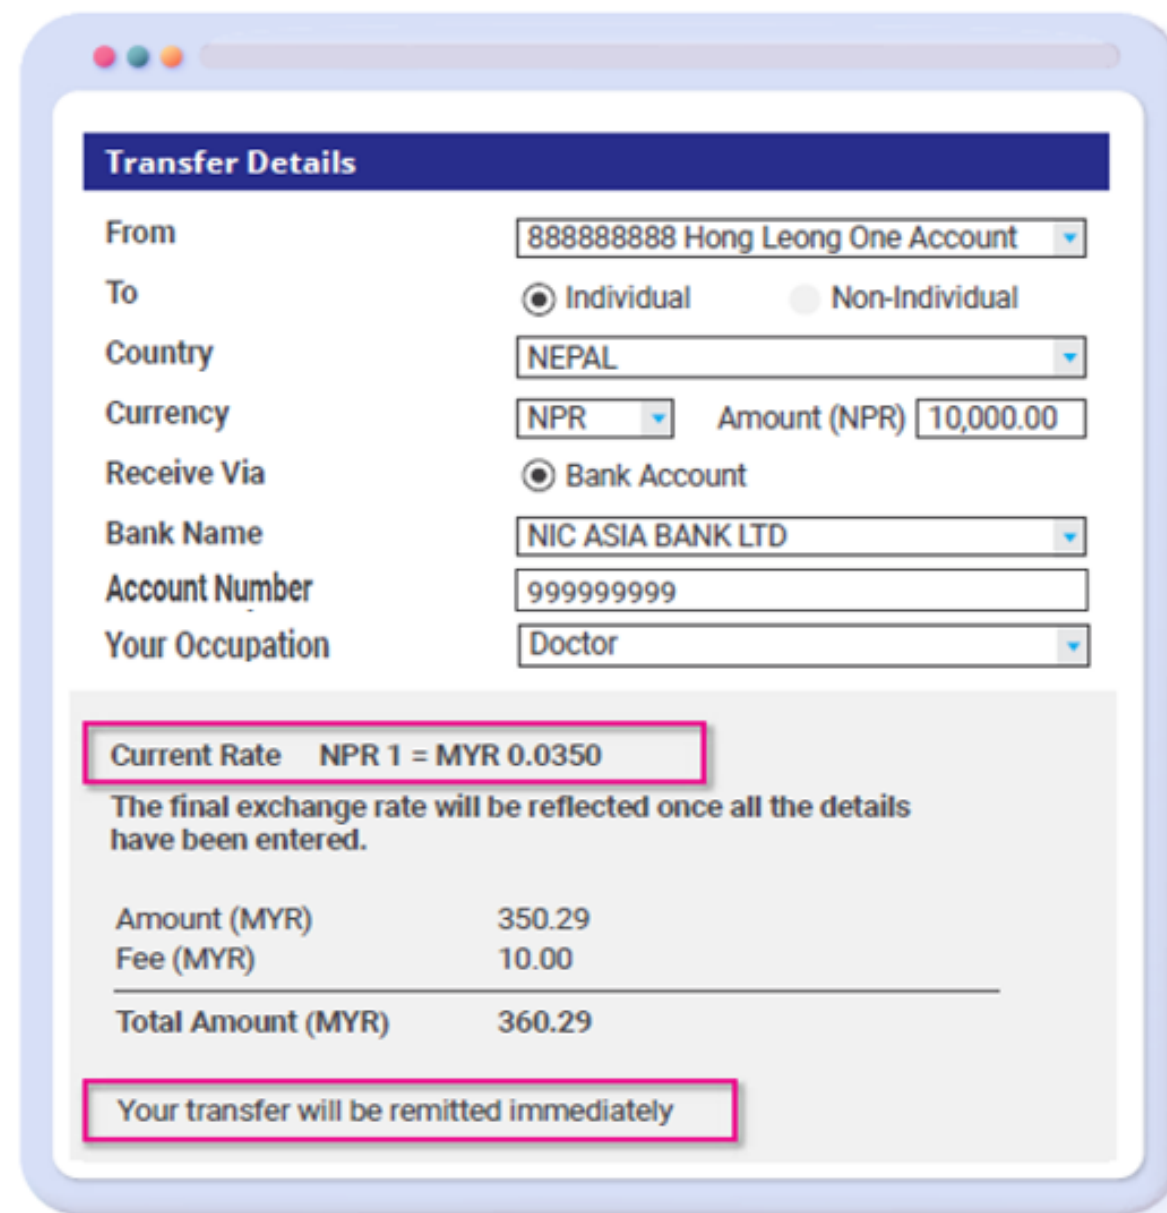 Transfer Details
From 888888888 Hong Leong One Account
To Individual Non-Individual
Country NEPAL
Currency NPR Amount (NPR) 10,000.00
Receive Via Bank Account
Bank Name NIC ASIA BANK LTD
Account Number 999999999
Your Occupation Doctor
Current Rate NPR 1 = MYR 0.0350
The final exchange rate will be reflected once all the details
have been entered.
Amount (MYR) 350.29
Fee (MYR) 10.00
Total Amount (MYR) 360.29
Your transfer will be remitted immediately